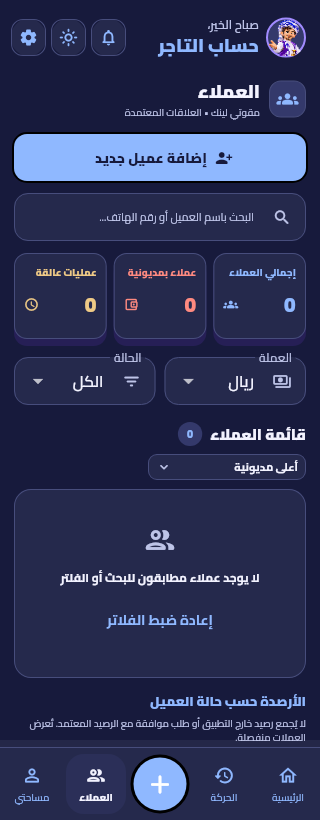 صباح الخير،
حساب التاجر
العملاء
مقوتي لينك • العلاقات المعتمدة
إضافة عميل جديد
البحث باسم العميل أو رقم الهاتف...
إجمالي العملاء
0
عملاء بمديونية
0
عمليات عالقة
0
العملة
ريال
الحالة
الكل
قائمة العملاء
0
أعلى مديونية
لا يوجد عملاء مطابقون للبحث أو الفلتر
إعادة ضبط الفلاتر
الأرصدة حسب حالة العميل
لا يُجمع رصيد خارج التطبيق أو طلب موافقة مع الرصيد المعتمد. تُعرض
العملات منفصلة.
الرئيسية
الحركة
العملاء
مساحتي